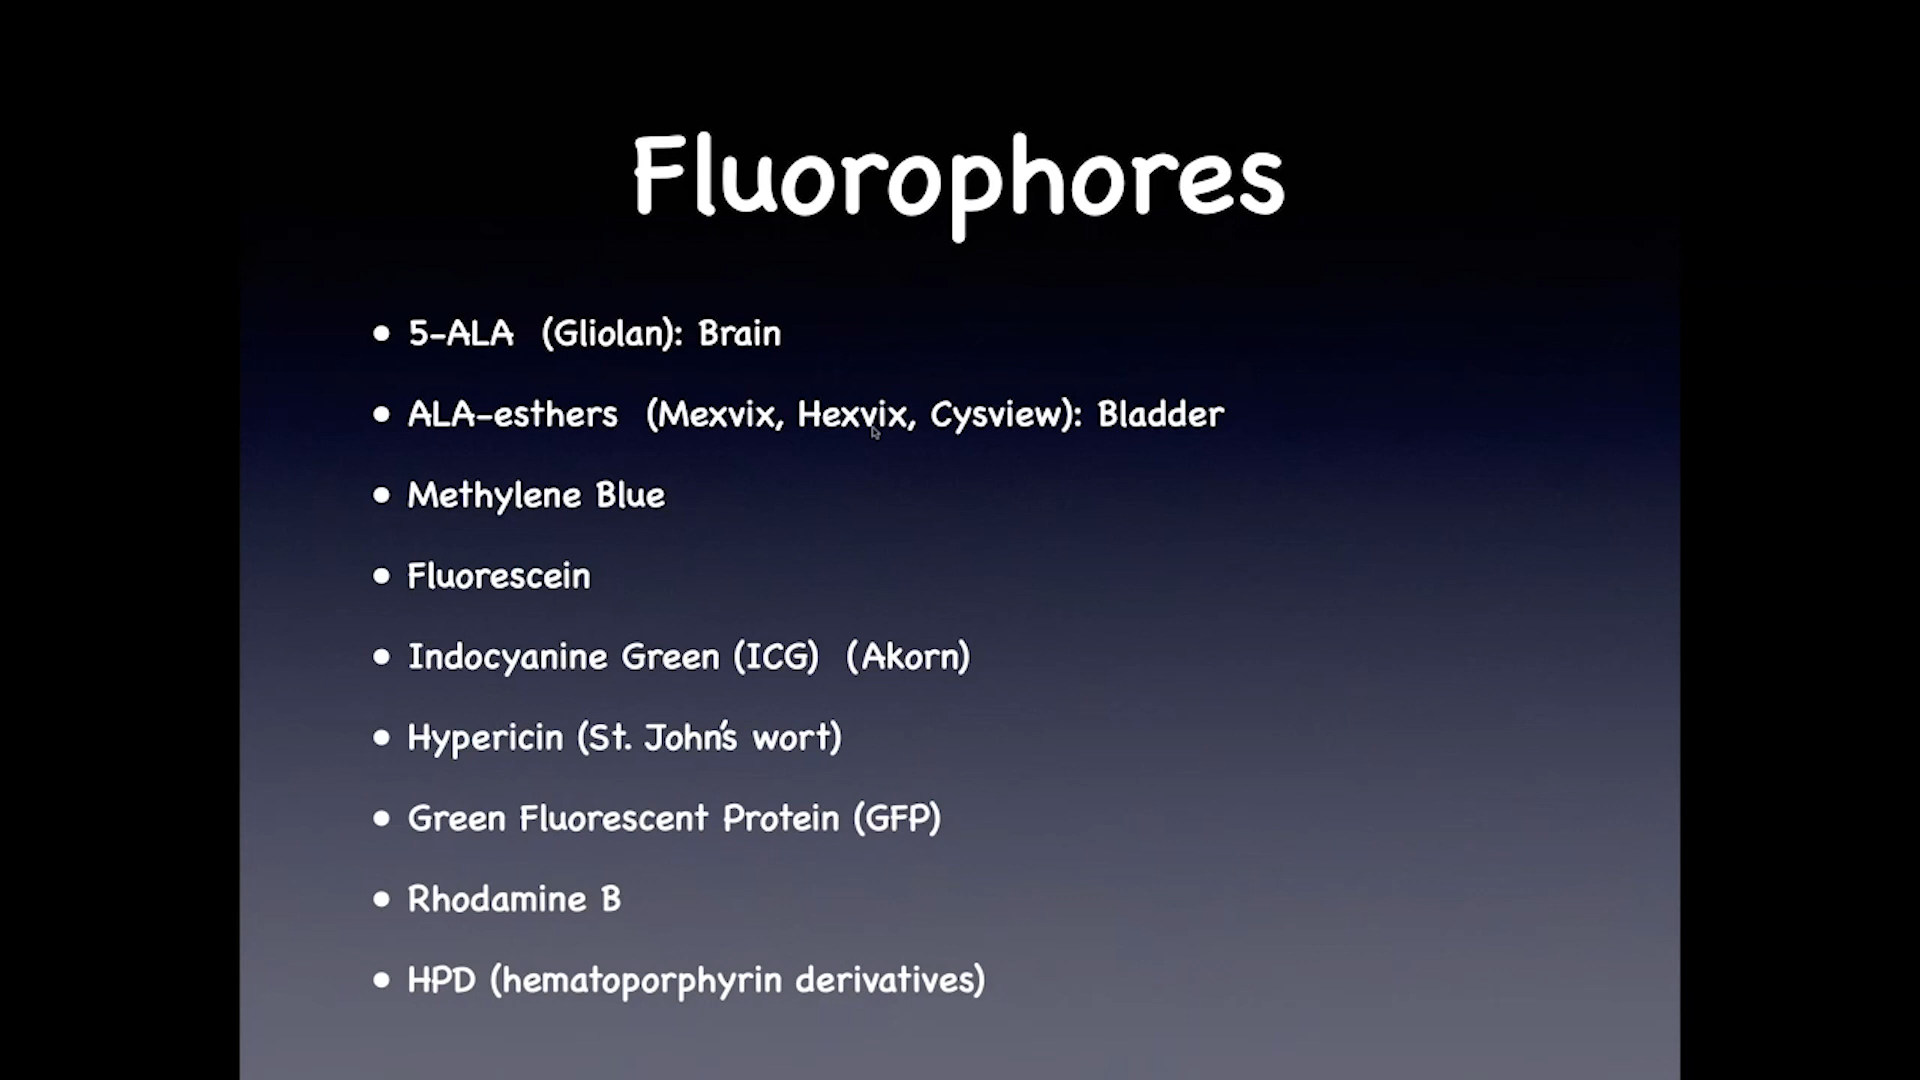 Fluorophores
• 5-ALA (Gliolan): Brain
• ALA-esthers (Mexvix, Hexvix, Cysview): Bladder
• Methylene Blue
• Fluorescein
• Indocyanine Green (ICG) (Akorn)
• Hypericin (St. John's wort)
• Green Fluorescent Protein (GFP)
• Rhodamine B
• HPD (hematoporphyrin derivatives)